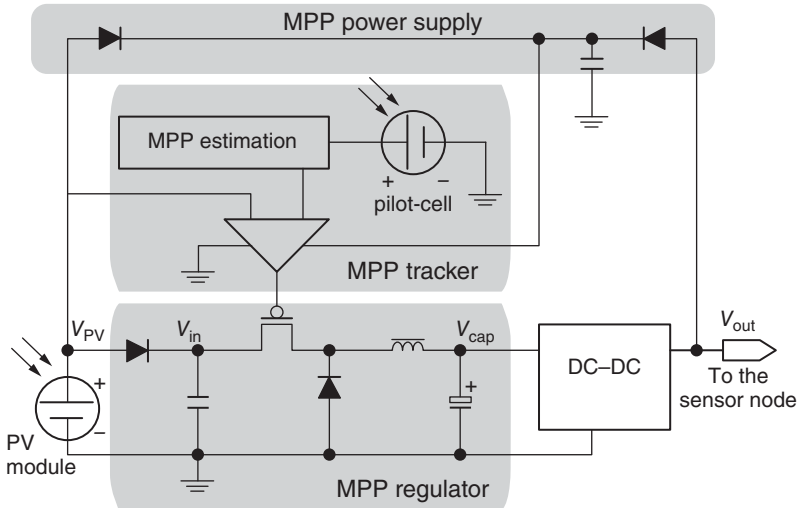 MPP power supply
MPP estimation
+
−
pilot-cell
MPP tracker
V_PV
V_in
V_cap
V_out
+
−
+
DC–DC
To the
sensor node
PV
module
MPP regulator